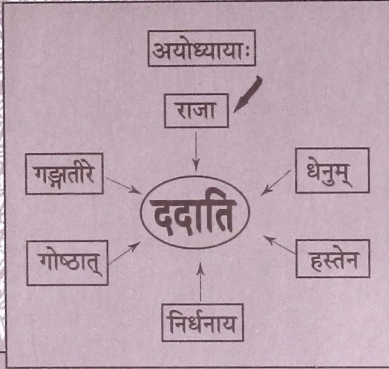 अयोध्यायाः
राजा
गङ्गातीरे
धेनुम्
ददाति
गोष्ठात्
हस्तेन
निर्धनाय